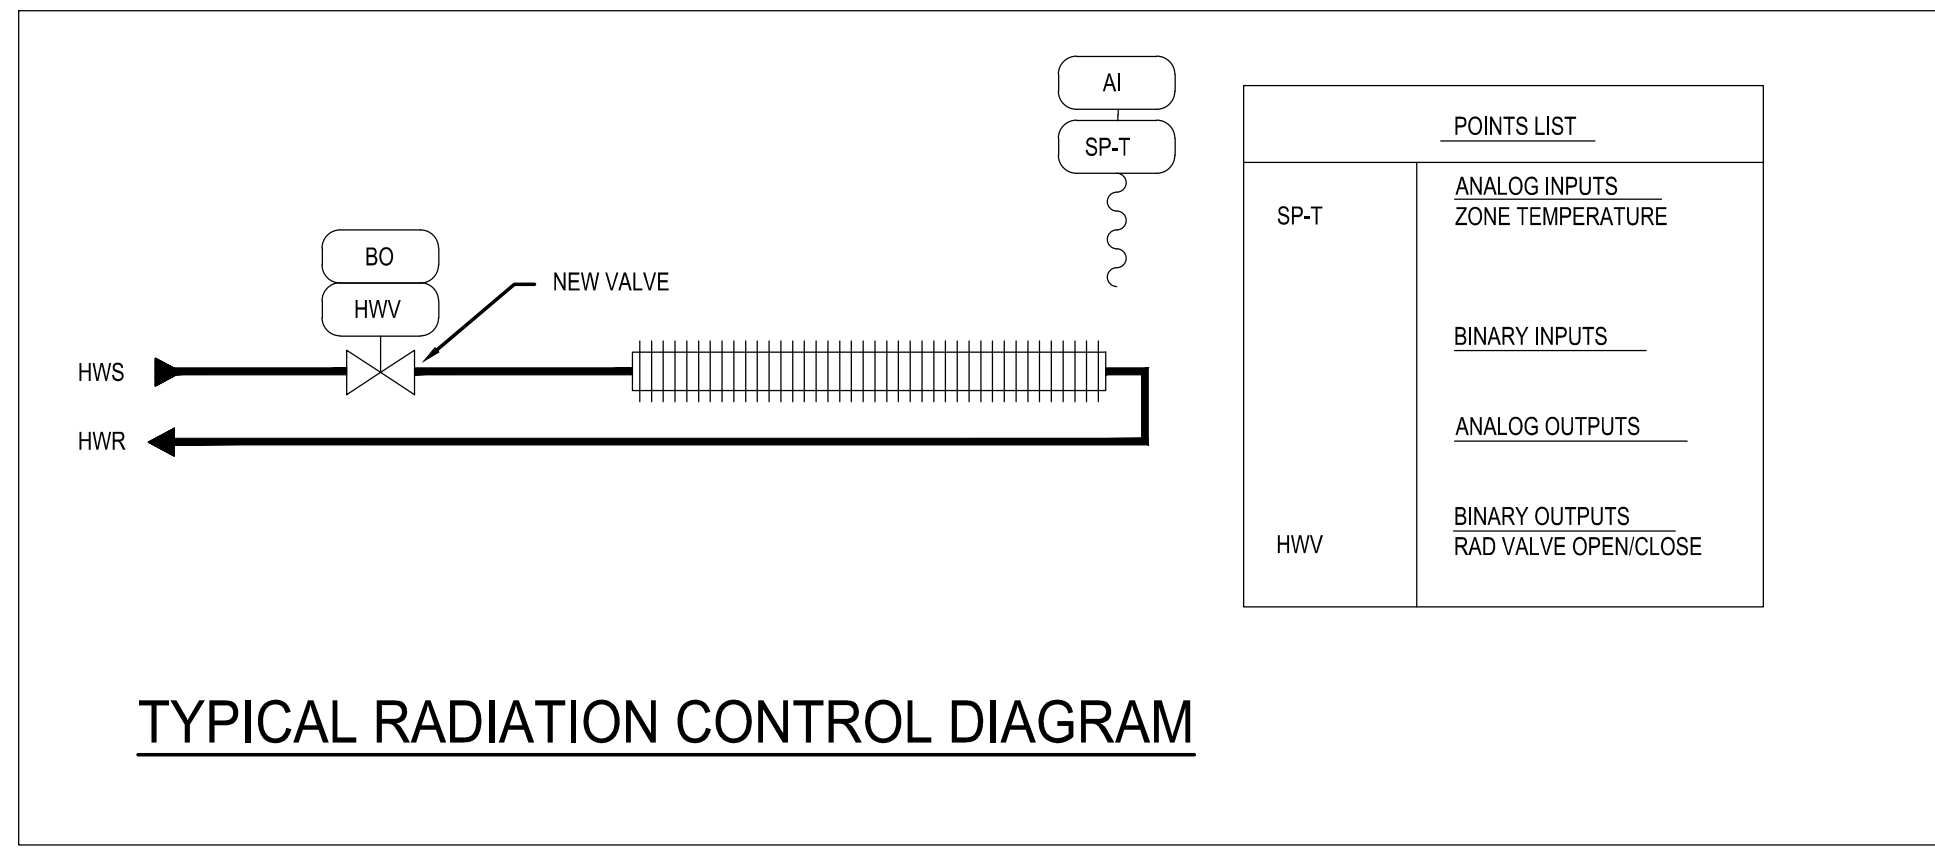 AI
SP-T
BO
HWV
NEW VALVE
HWS
HWR
POINTS LIST
ANALOG INPUTS
SP-T ZONE TEMPERATURE
BINARY INPUTS
ANALOG OUTPUTS
BINARY OUTPUTS
HWV RAD VALVE OPEN/CLOSE
TYPICAL RADIATION CONTROL DIAGRAM